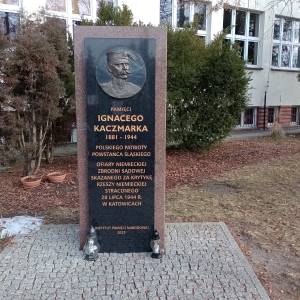 PAMIĘCI
IGNACEGO
KACZMARKA
1881 - 1944
POLSKIEGO PATRIOTY
POWSTAŃCA ŚLĄSKIEGO
OFIARY NIEMIECKIEJ
ZBRODNI SĄDOWEJ
SKAZANEGO ZA KRYTYKĘ
RZESZY NIEMIECKIEJ
STRACONEGO
28 LIPCA 1944 R.
W KATOWICACH
INSTYTUT PAMIĘCI NARODOWEJ
2023